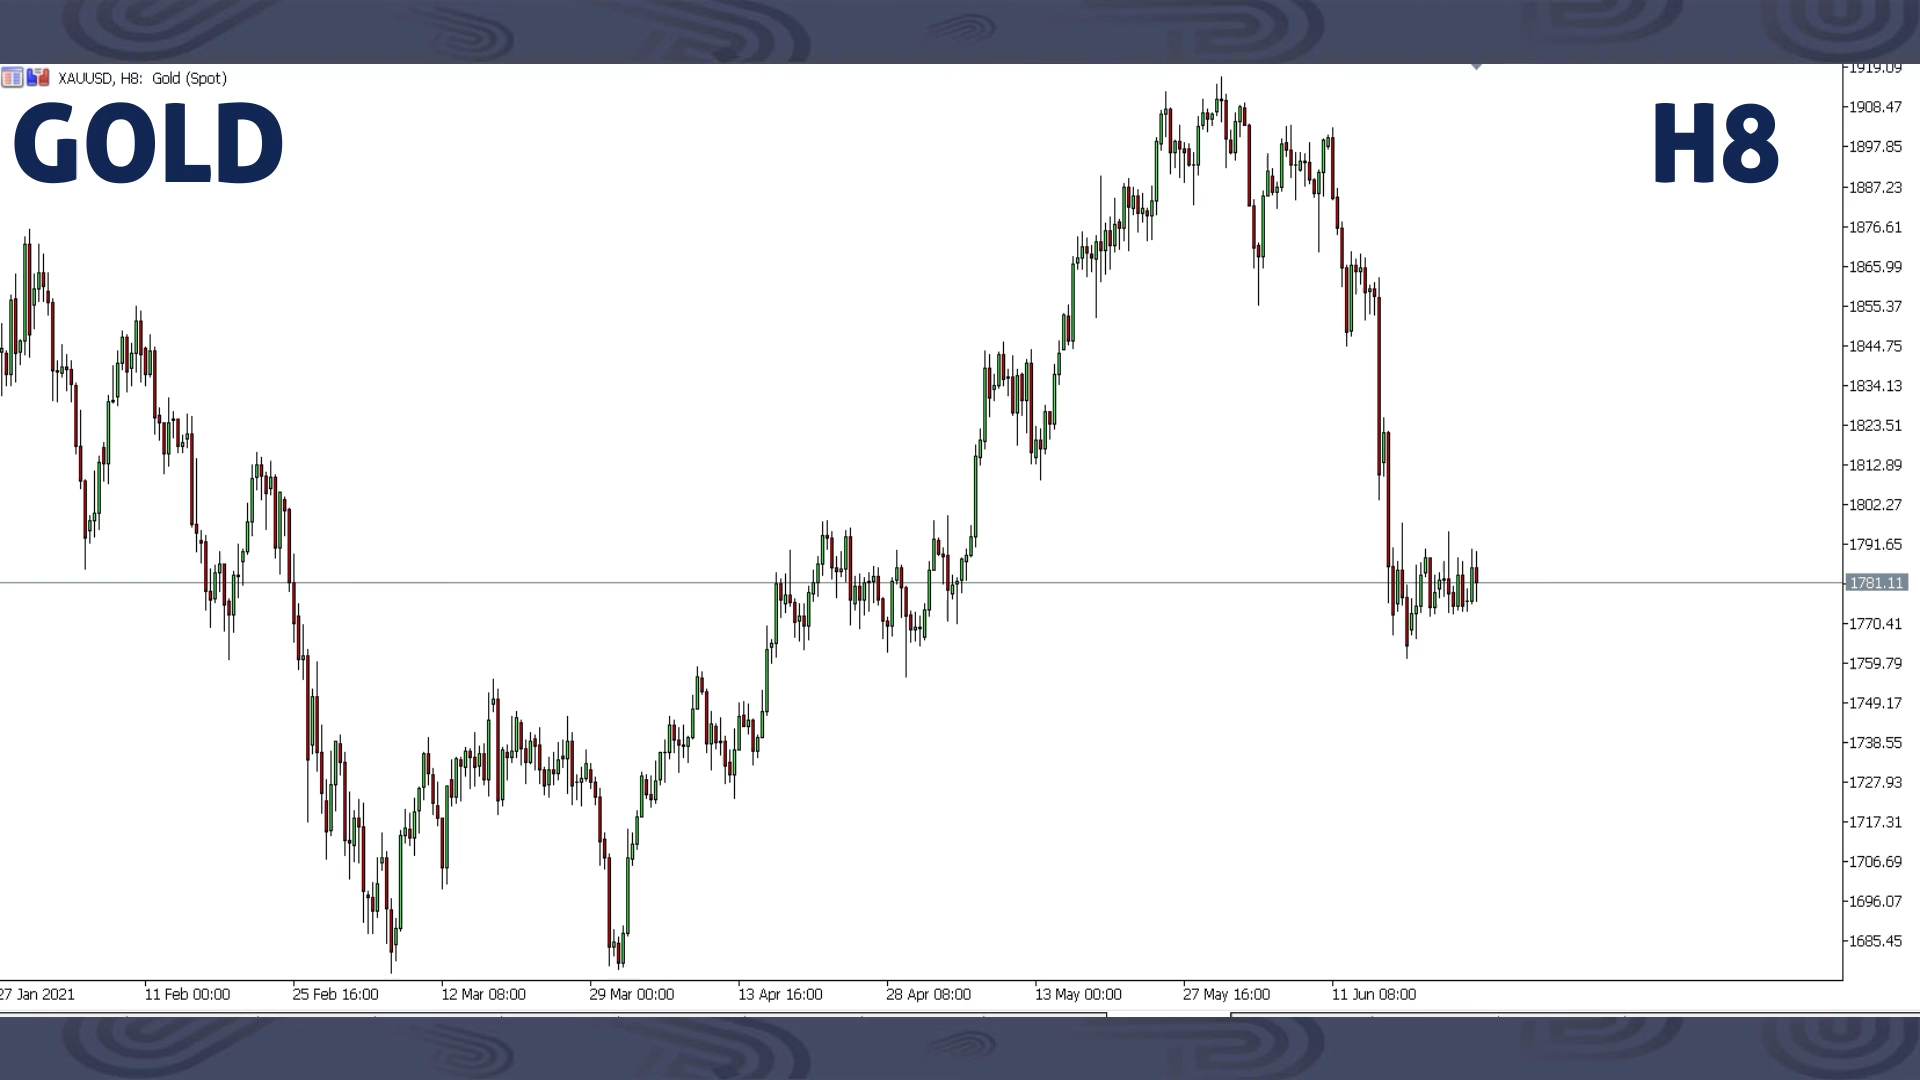 1919.09
XAUUSD, H8: Gold (Spot)
GOLD
H8
1908.47
1897.85
1887.23
1876.61
1865.99
1855.37
1844.75
1834.13
1823.51
1812.89
1802.27
1791.65
1781.11
1770.41
1759.79
1749.17
1738.55
1727.93
1717.31
1706.69
1696.07
1685.45
27 Jan 2021
11 Feb 00:00
25 Feb 16:00
12 Mar 08:00
29 Mar 00:00
13 Apr 16:00
28 Apr 08:00
13 May 00:00
27 May 16:00
11 Jun 08:00